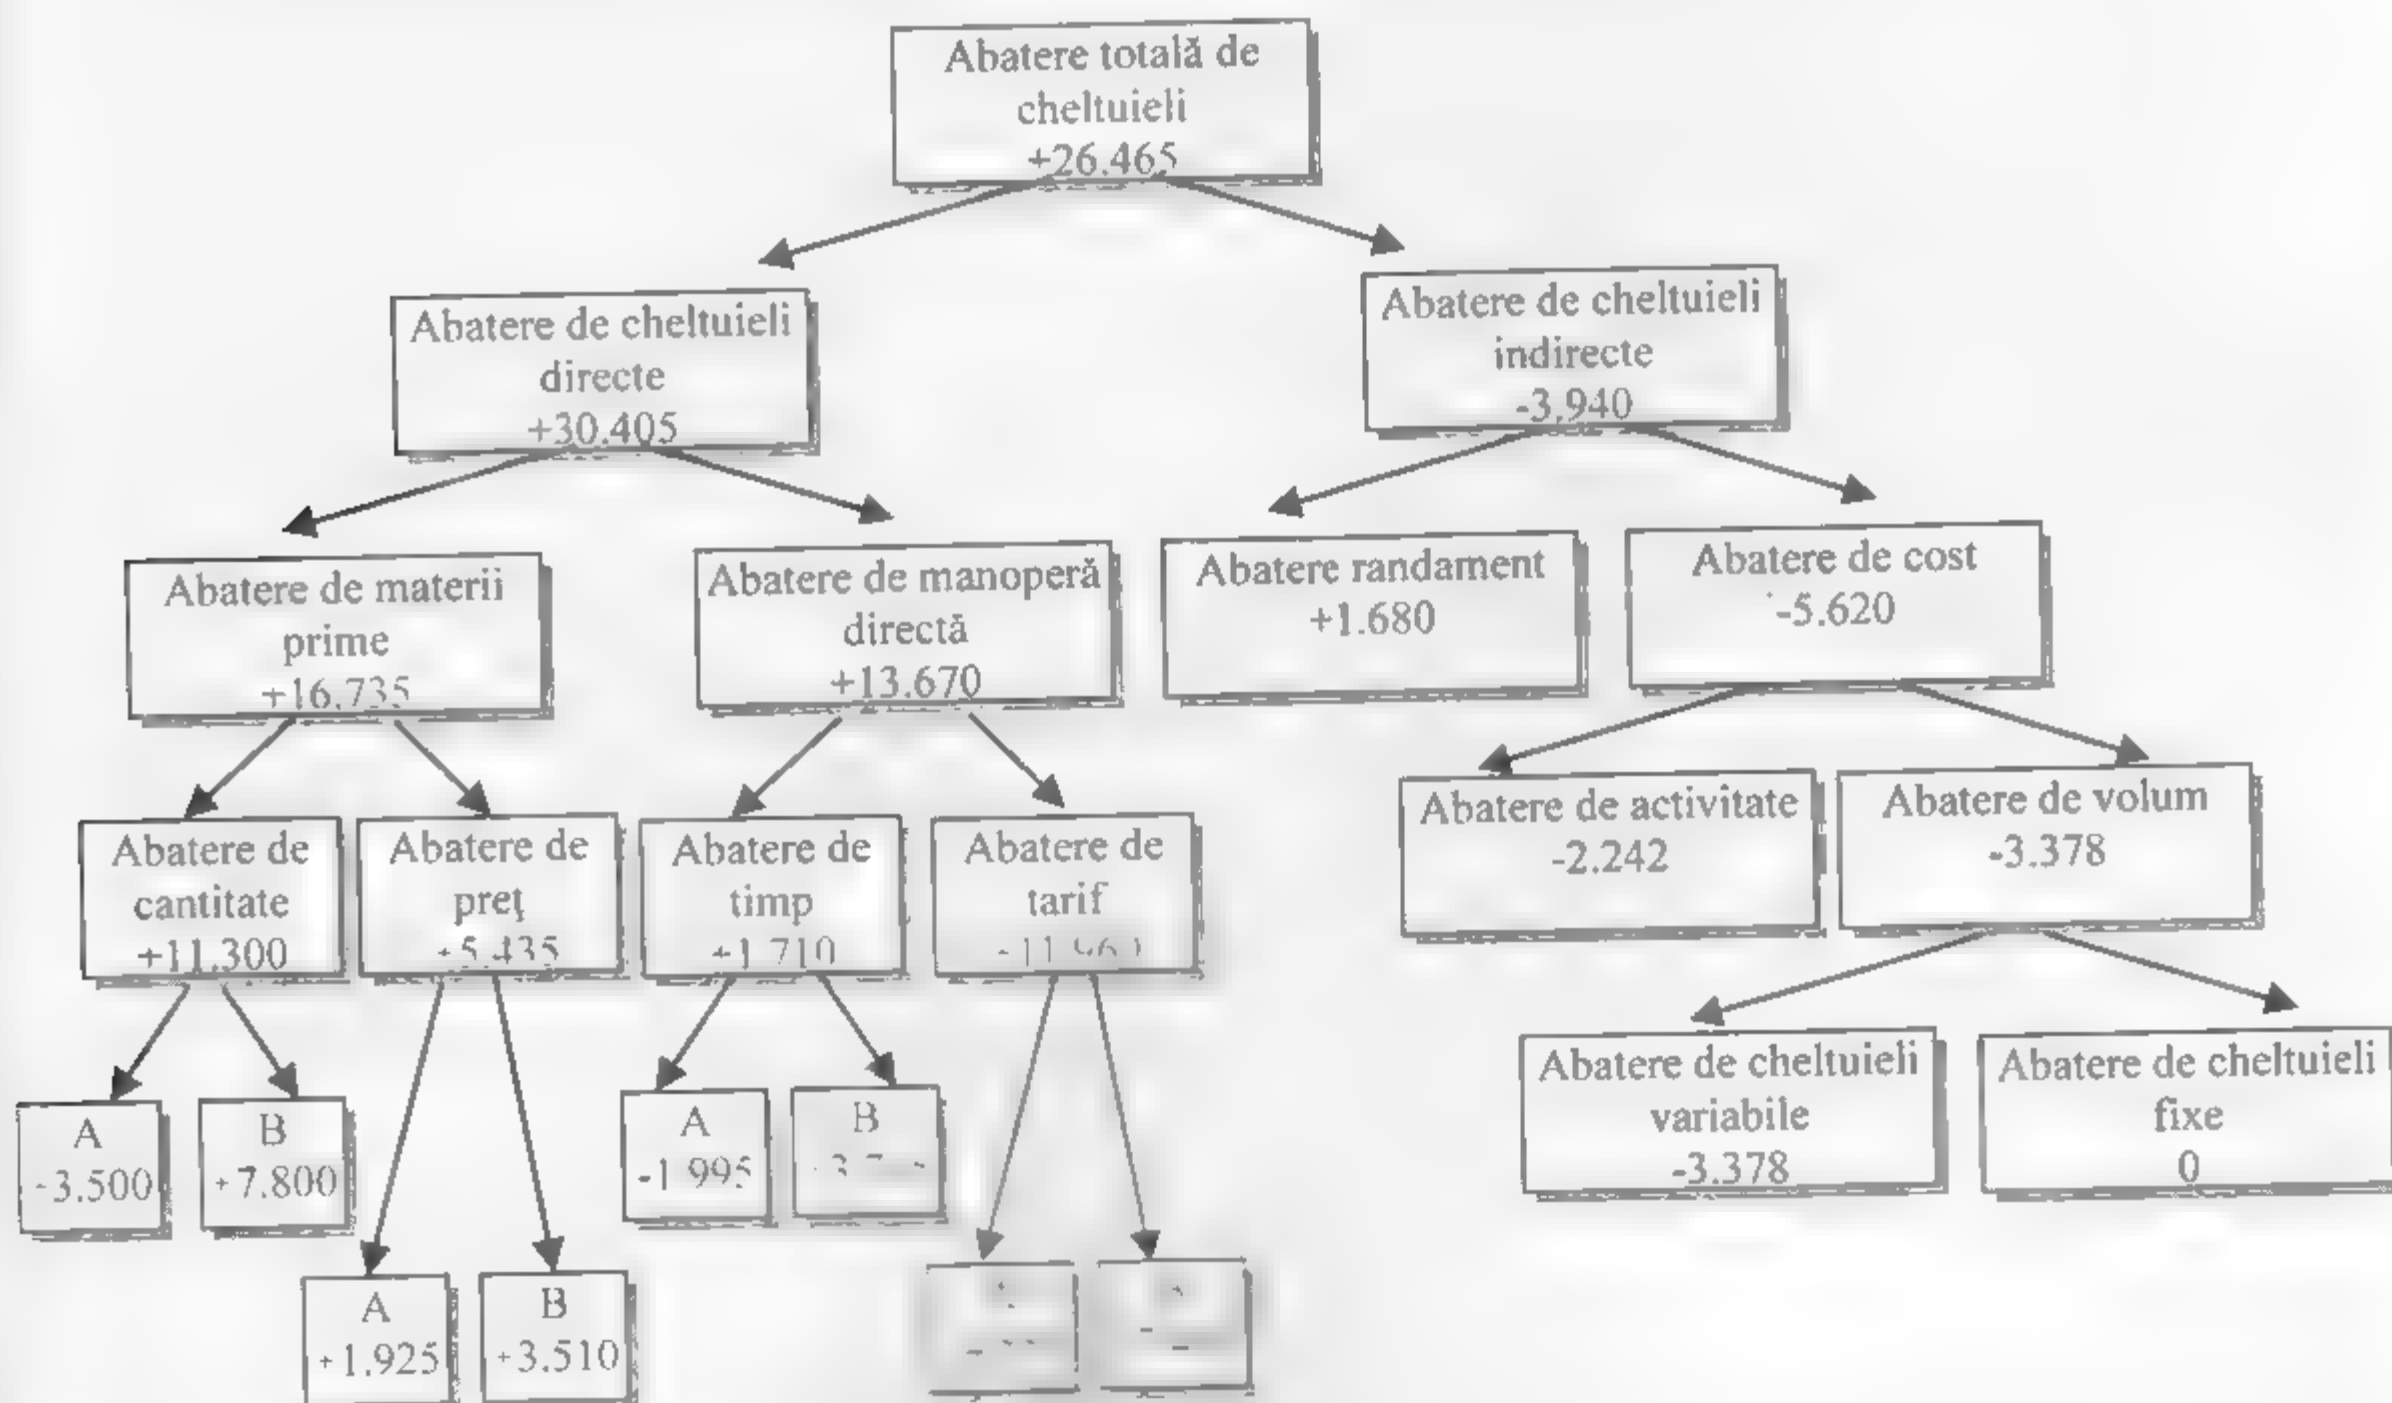 Abatere totală de
cheltuieli
+26.465
Abatere de cheltuieli
directe
+30.405
Abatere de cheltuieli
indirecte
-3.940
Abatere de materii
prime
+16.735
Abatere de manoperă
directă
+13.670
Abatere randament
+1.680
Abatere de cost
-5.620
Abatere de cantitate
+11.300
Abatere de
preţ
+5.435
Abatere de
timp
+1.710
Abatere de
tarif
Abatere de activitate
-2.242
Abatere de volum
-3.378
A
-3.500
B
+7.800
A
+1.925
B
+3.510
A
-1.995
B
Abatere de cheltuieli
variabile
-3.378
Abatere de cheltuieli
fixe
0